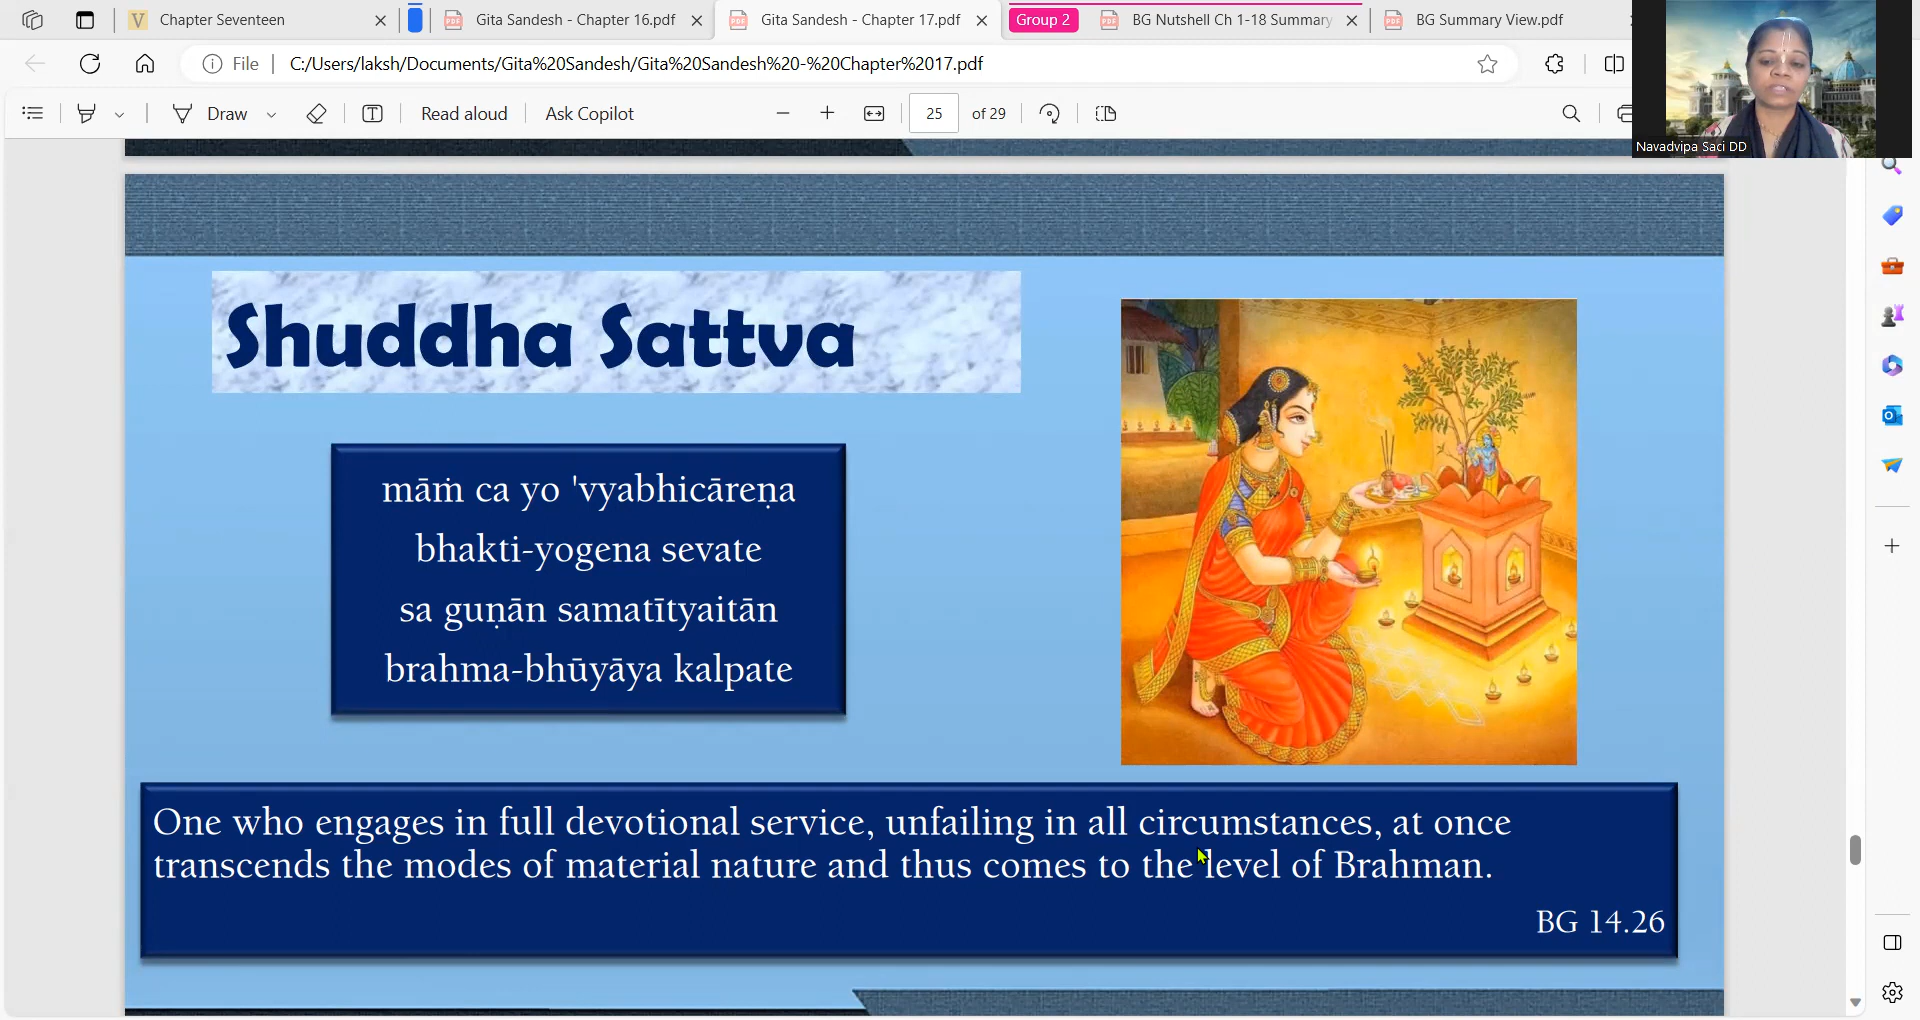 Chapter Seventeen
Gita Sandesh - Chapter 16.pdf
Gita Sandesh - Chapter 17.pdf
Group 2
BG Nutshell Ch 1-18 Summary
BG Summary View.pdf
File
C:/Users/laksh/Documents/Gita%20Sandesh/Gita%20Sandesh%20-%20Chapter%2017.pdf
Draw
Read aloud
Ask Copilot
25 of 29
Navadvipa Saci DD
Shuddha Sattva
māṁ ca yo 'vyabhicāreṇa
bhakti-yogena sevate
sa guṇān samatītyaitān
brahma-bhūyāya kalpate
One who engages in full devotional service, unfailing in all circumstances, at once
transcends the modes of material nature and thus comes to the level of Brahman.
BG 14.26